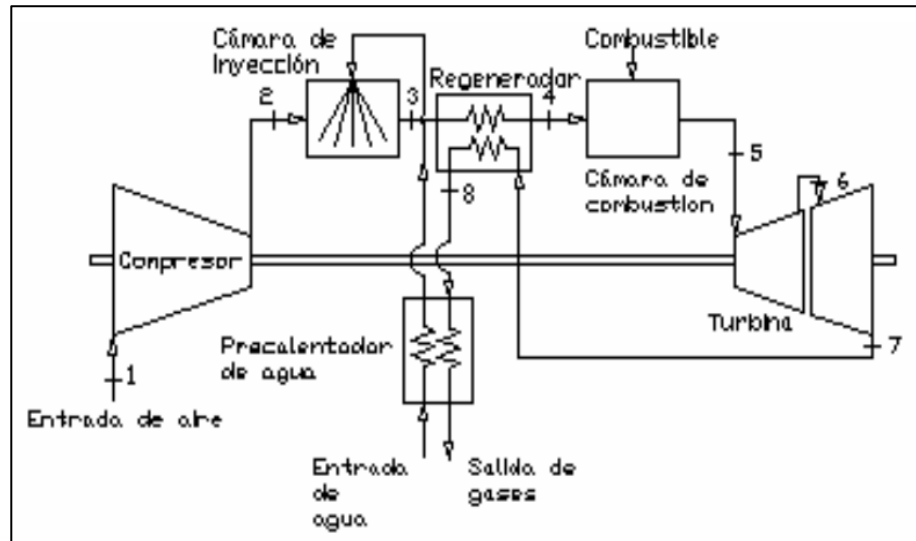 Cámara de
Inyección
Combustible
Regenerador
2
3
4
5
6
8
Cámara de
combustion
Compresor
Turbina
7
Precalentador
de agua
1
Entrada de aire
Entrada
de
agua
Salida de
gases